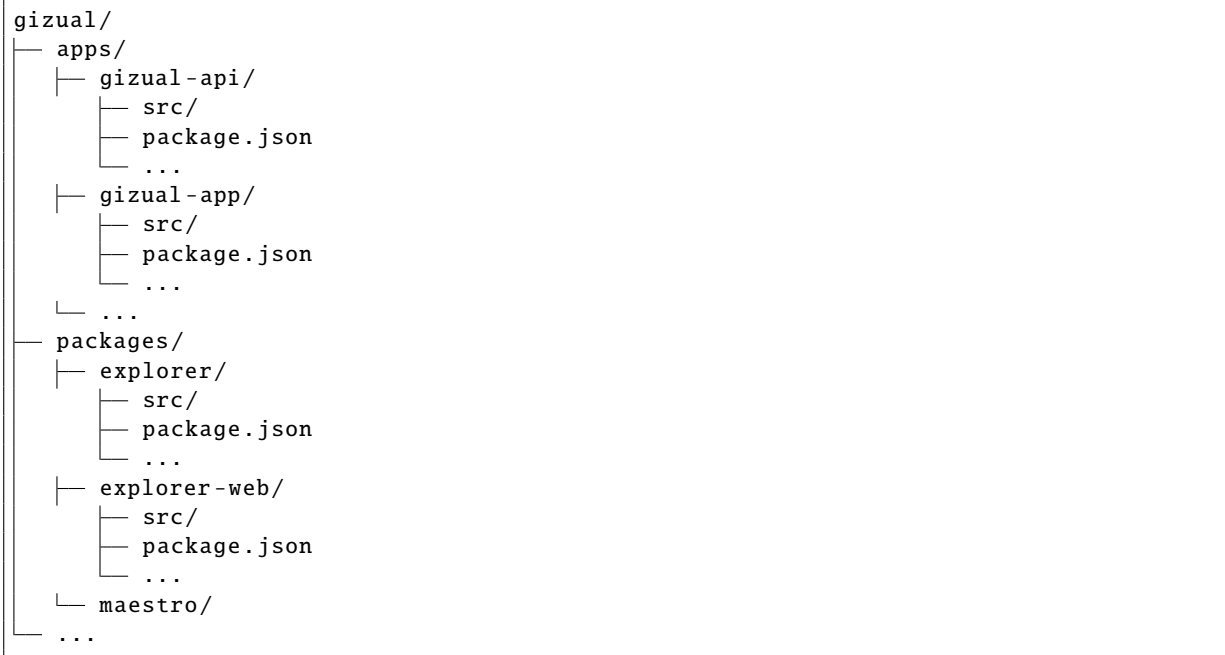 gizual/
├── apps/
│   ├── gizual-api/
│   │   ├── src/
│   │   ├── package.json
│   │   └── ...
│   ├── gizual-app/
│   │   ├── src/
│   │   ├── package.json
│   │   └── ...
│   └── ...
├── packages/
│   ├── explorer/
│   │   ├── src/
│   │   ├── package.json
│   │   └── ...
│   ├── explorer-web/
│   │   ├── src/
│   │   ├── package.json
│   │   └── ...
│   └── maestro/
└── ...